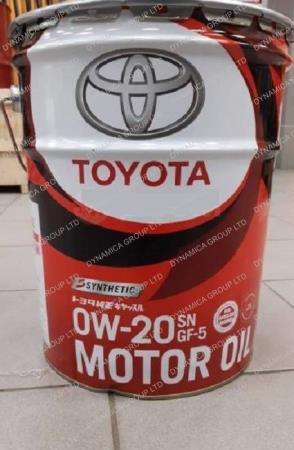 TOYOTA
SYNTHETIC
トヨタ純正キヤッスル
0W-20 SN
GF-5
MOTOR OIL
DYNAMICA GROUP LTD